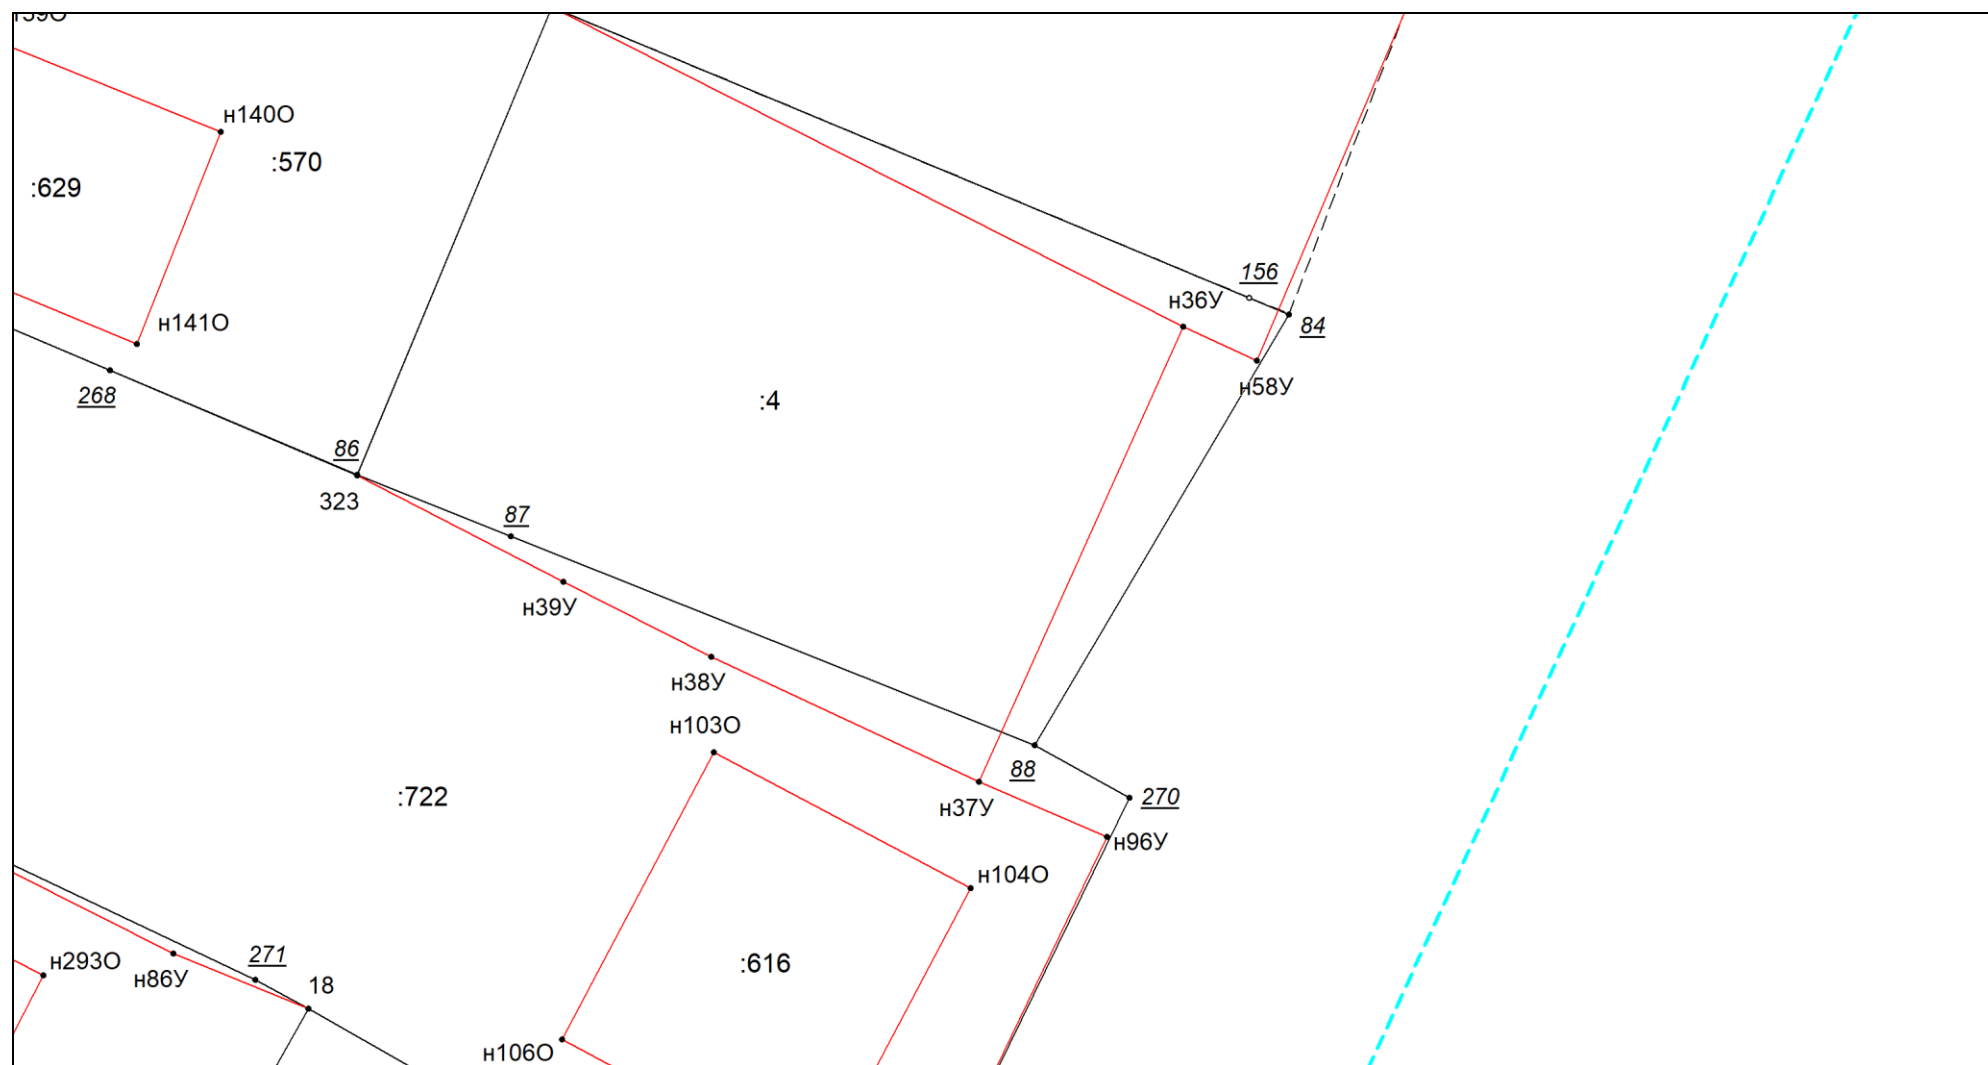 н140О
:570
:629
156
н36У
н141О
84
н58У
268
:4
86
323
87
н39У
н38У
н103О
88
:722
270
н37У
н96У
н104О
271
н293О
:616
н86У
18
н106О